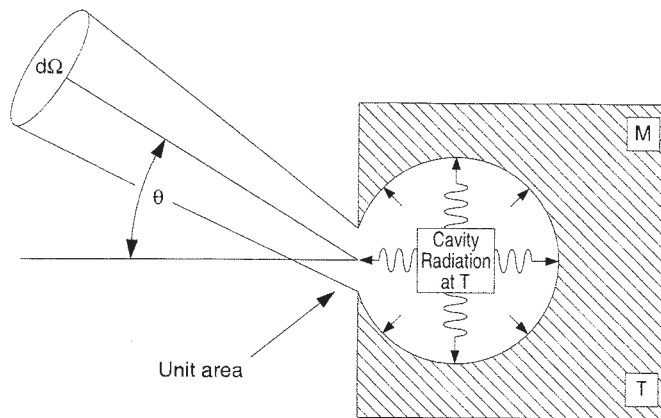 dΩ
M
θ
Cavity
Radiation
at T
Unit area
T